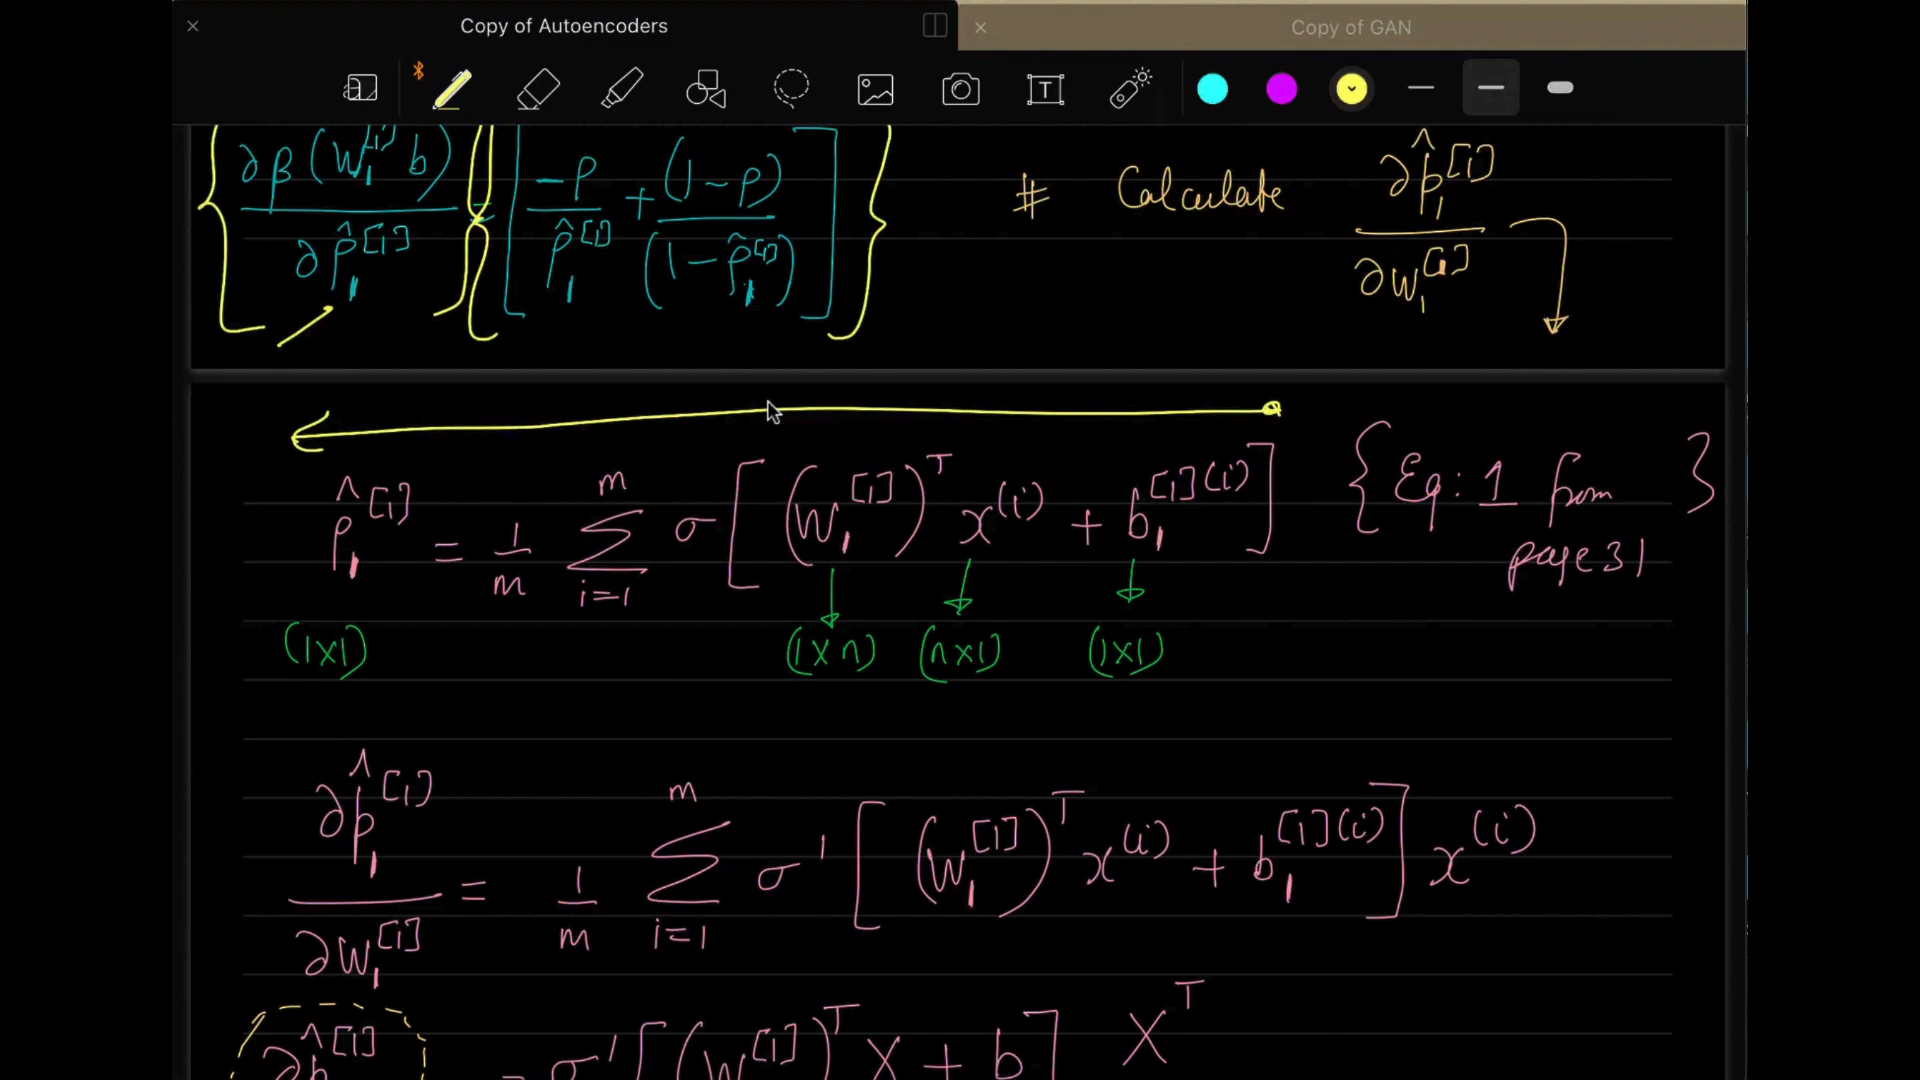 Copy of Autoencoders
Copy of GAN
∂β(W₁^[1] b) / ∂ρ̂₁^[1] = [ -ρ / ρ̂₁^[1] + (1-ρ) / (1-ρ̂₁^[1]) ]
# Calculate ∂ρ̂₁^[1] / ∂W₁^[1]
ρ̂₁^[1] = 1/m Σ_{i=1}^{m} σ[ (W₁^[1])^T x^(i) + b₁^[1](i) ] { Eq: 1 from page 31 }
(1x1) (1xn) (nx1) (1x1)
∂ρ̂₁^[1] / ∂W₁^[1] = 1/m Σ_{i=1}^{m} σ'[ (W₁^[1])^T x^(i) + b₁^[1](i) ] x^(i)
∂ρ̂^[1] = σ'[ (W^[1])^T X + b ] X^T